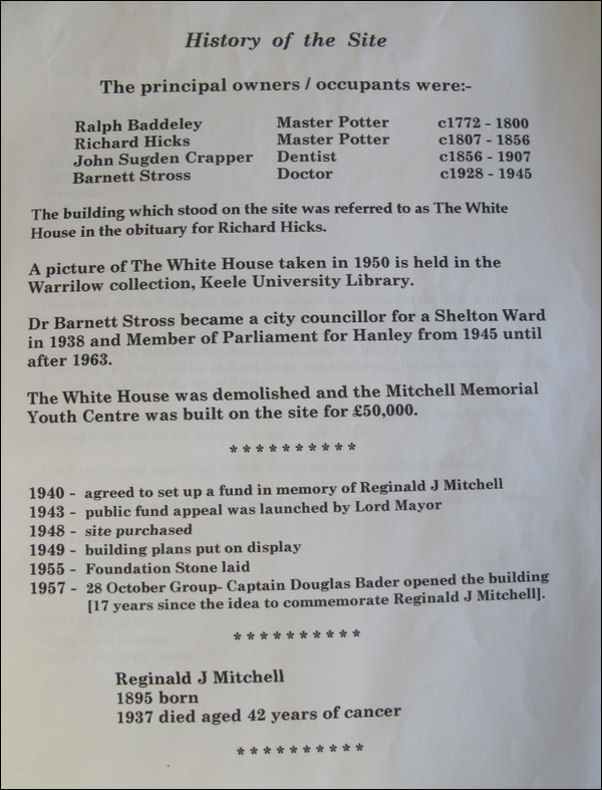 History of the Site
The principal owners / occupants were:-
Ralph Baddeley Master Potter c1772 - 1800
Richard Hicks Master Potter c1807 - 1856
John Sugden Crapper Dentist c1856 - 1907
Barnett Stross Doctor c1928 - 1945
The building which stood on the site was referred to as The White
House in the obituary for Richard Hicks.
A picture of The White House taken in 1950 is held in the
Warrilow collection, Keele University Library.
Dr Barnett Stross became a city councillor for a Shelton Ward
in 1938 and Member of Parliament for Hanley from 1945 until
after 1963.
The White House was demolished and the Mitchell Memorial
Youth Centre was built on the site for £50,000.
* * * * * * * * * *
1940 - agreed to set up a fund in memory of Reginald J Mitchell
1943 - public fund appeal was launched by Lord Mayor
1948 - site purchased
1949 - building plans put on display
1955 - Foundation Stone laid
1957 - 28 October Group- Captain Douglas Bader opened the building
[17 years since the idea to commemorate Reginald J Mitchell].
* * * * * * * * * *
Reginald J Mitchell
1895 born
1937 died aged 42 years of cancer
* * * * * * * * * *